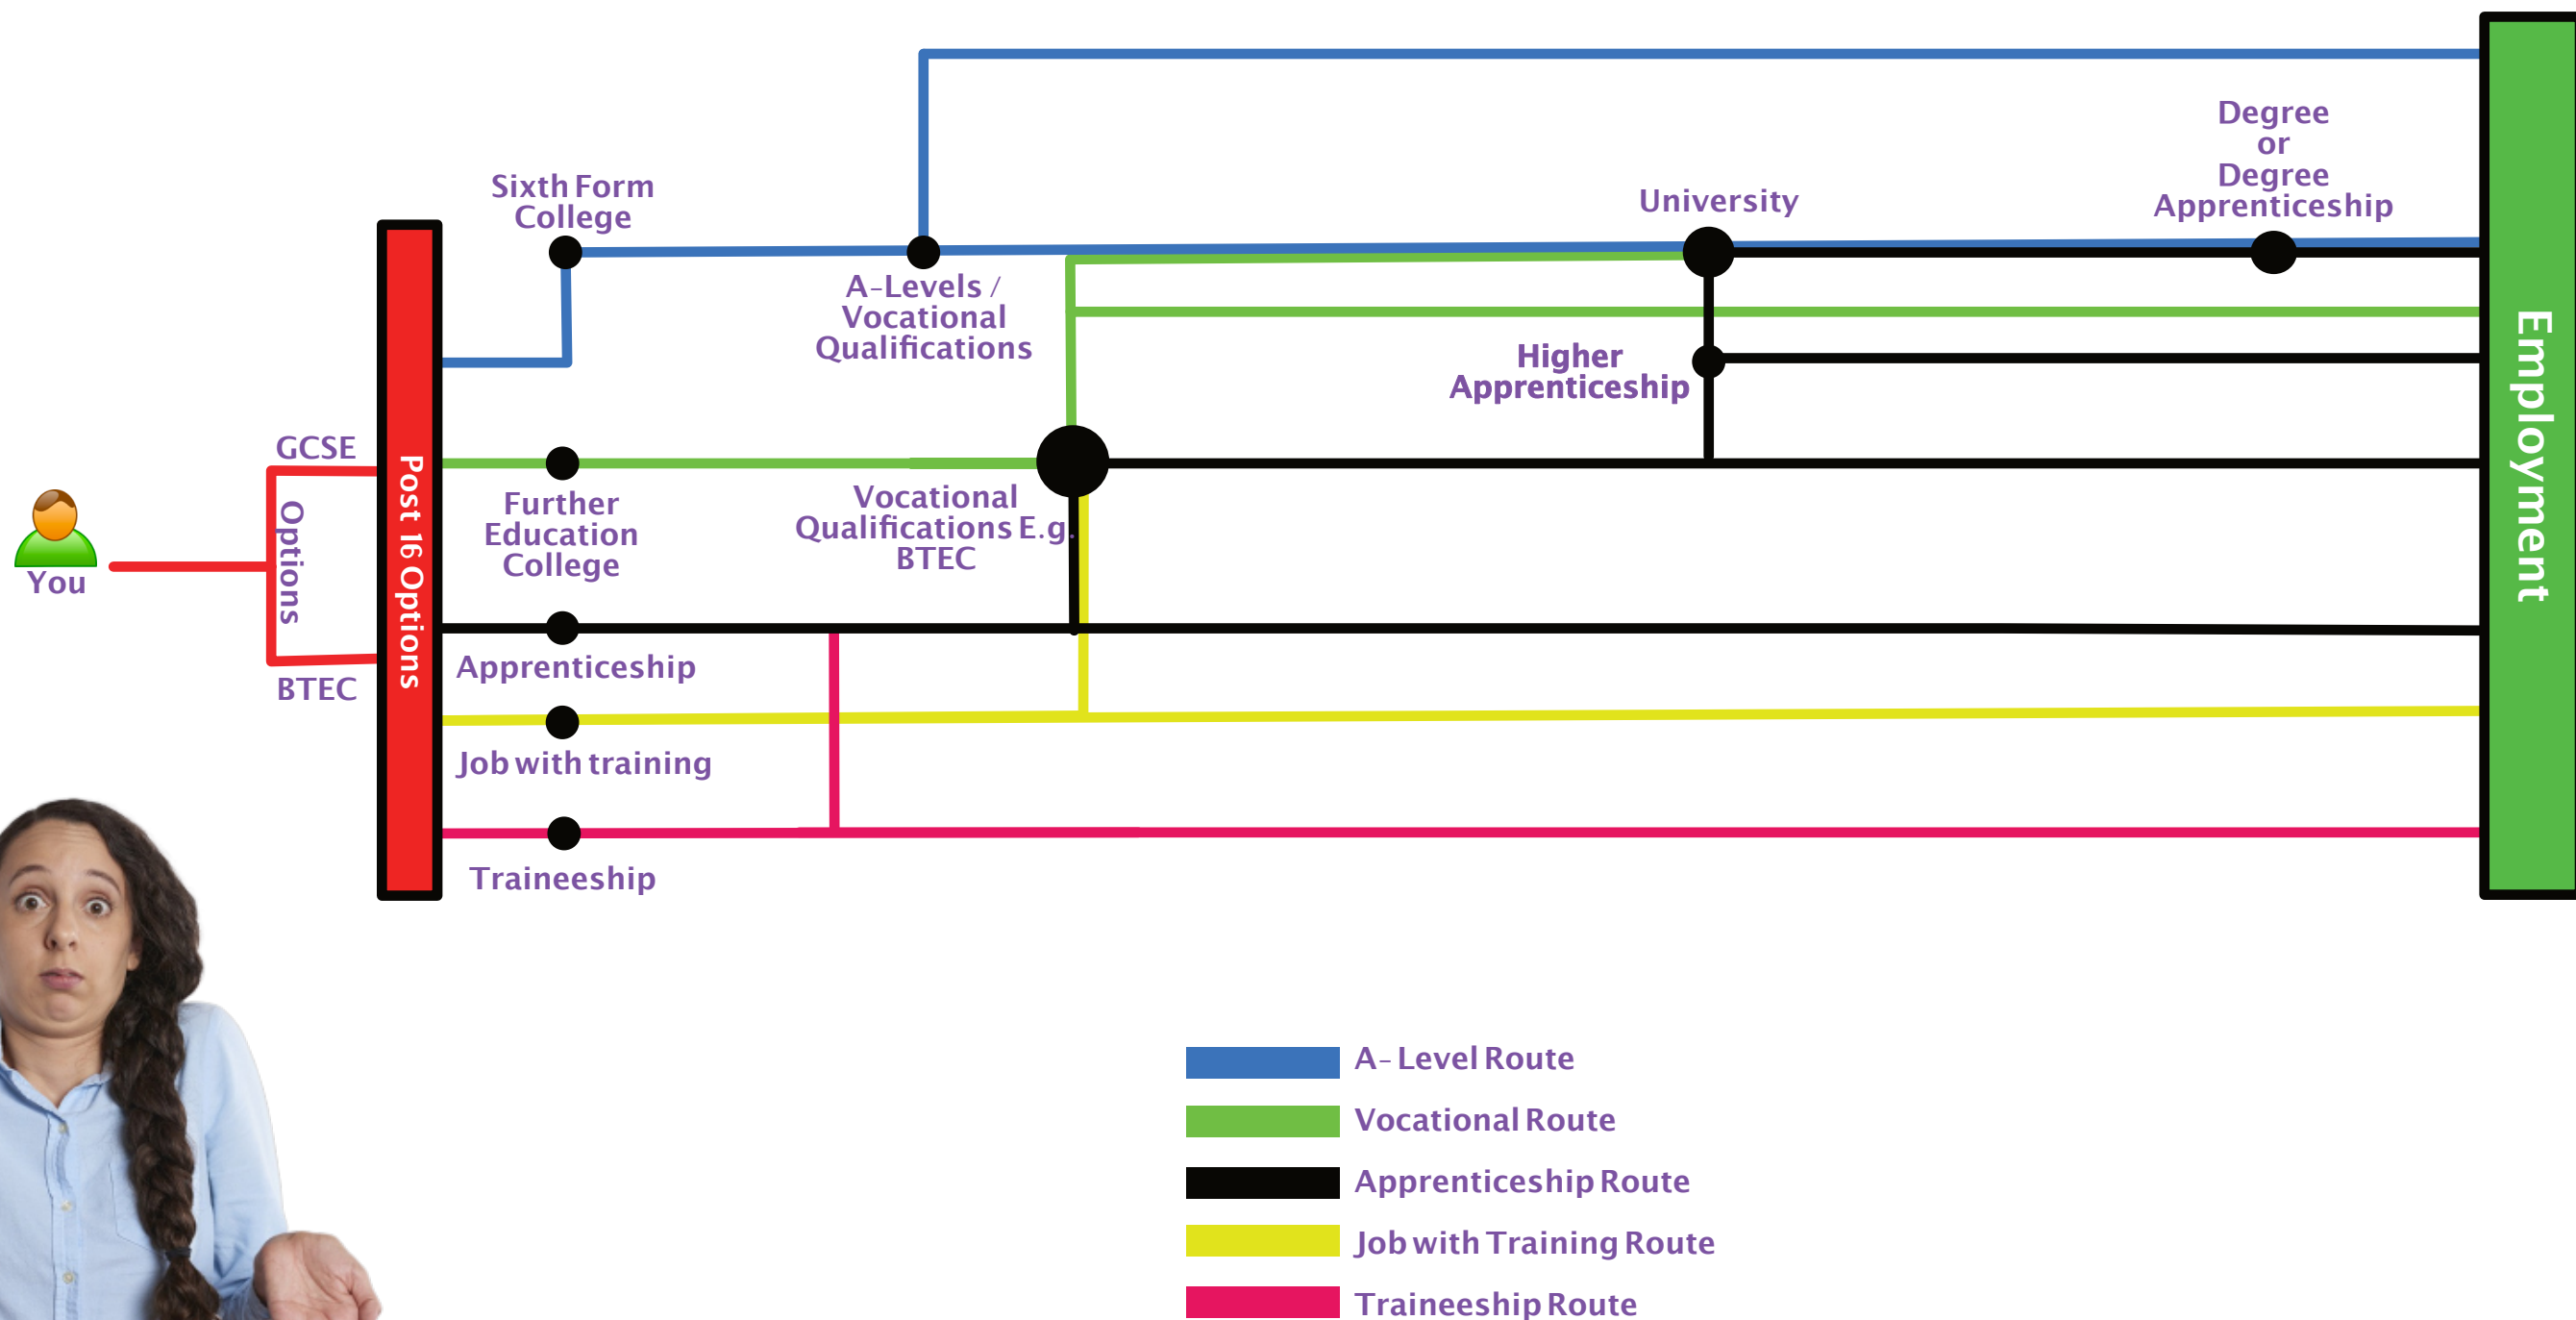 Degree
or
Degree
Apprenticeship
Sixth Form
College
University
A-Levels /
Vocational
Qualifications
Higher
Apprenticeship
Employment
GCSE
Options
BTEC
You
Post 16 Options
Further
Education
College
Vocational
Qualifications E.g.
BTEC
Apprenticeship
Job with training
Traineeship
A- Level Route
Vocational Route
Apprenticeship Route
Job with Training Route
Traineeship Route